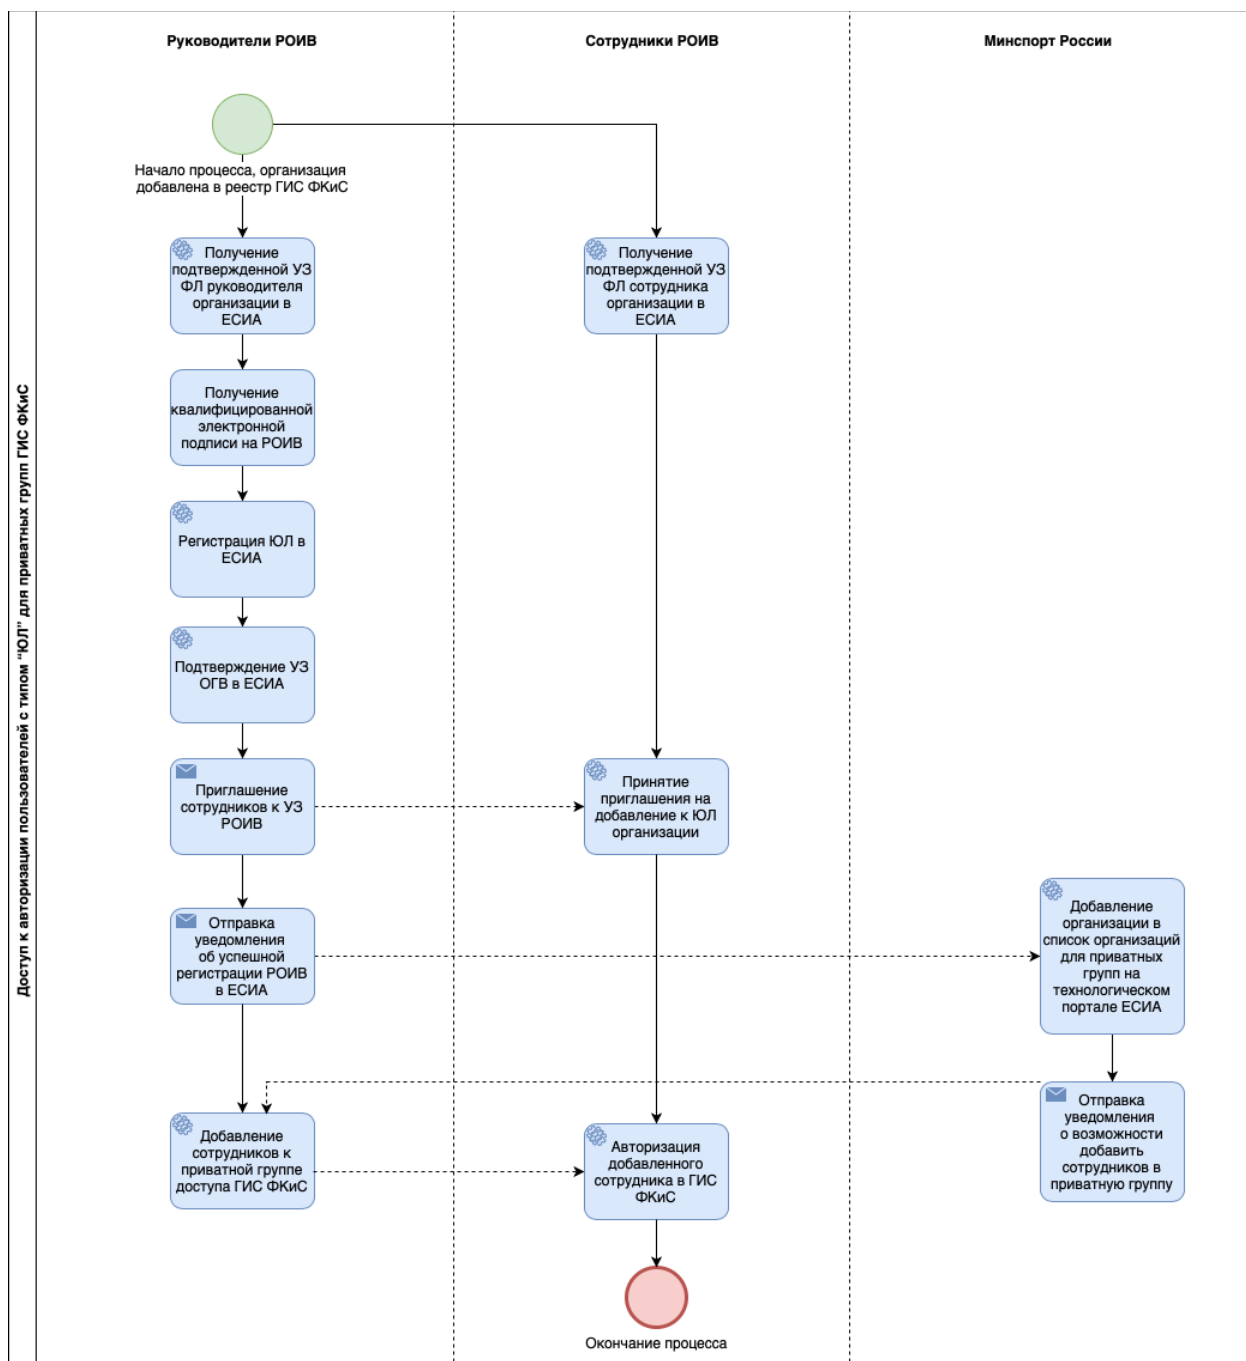 Доступ к авторизации пользователей с типом “ЮЛ” для приватных групп ГИС ФКиС
Руководители РОИВ
Сотрудники РОИВ
Минспорт России
Начало процесса, организация
добавлена в реестр ГИС ФКиС
Получение
подтвержденной УЗ
ФЛ руководителя
организации в
ЕСИА
Получение
подтвержденной УЗ
ФЛ сотрудника
организации в
ЕСИА
Получение
квалифицированной
электронной
подписи на РОИВ
Регистрация ЮЛ в
ЕСИА
Подтверждение УЗ
ОГВ в ЕСИА
Приглашение
сотрудников к УЗ
РОИВ
Принятие
приглашения на
добавление к ЮЛ
организации
Отправка
уведомления
об успешной
регистрации РОИВ
в ЕСИА
Добавление
организации в
список организаций
для приватных
групп на
технологическом
портале ЕСИА
Отправка
уведомления
о возможности
добавить
сотрудников в
приватную группу
Добавление
сотрудников к
приватной группе
доступа ГИС ФКиС
Авторизация
добавленного
сотрудника в ГИС
ФКиС
Окончание процесса